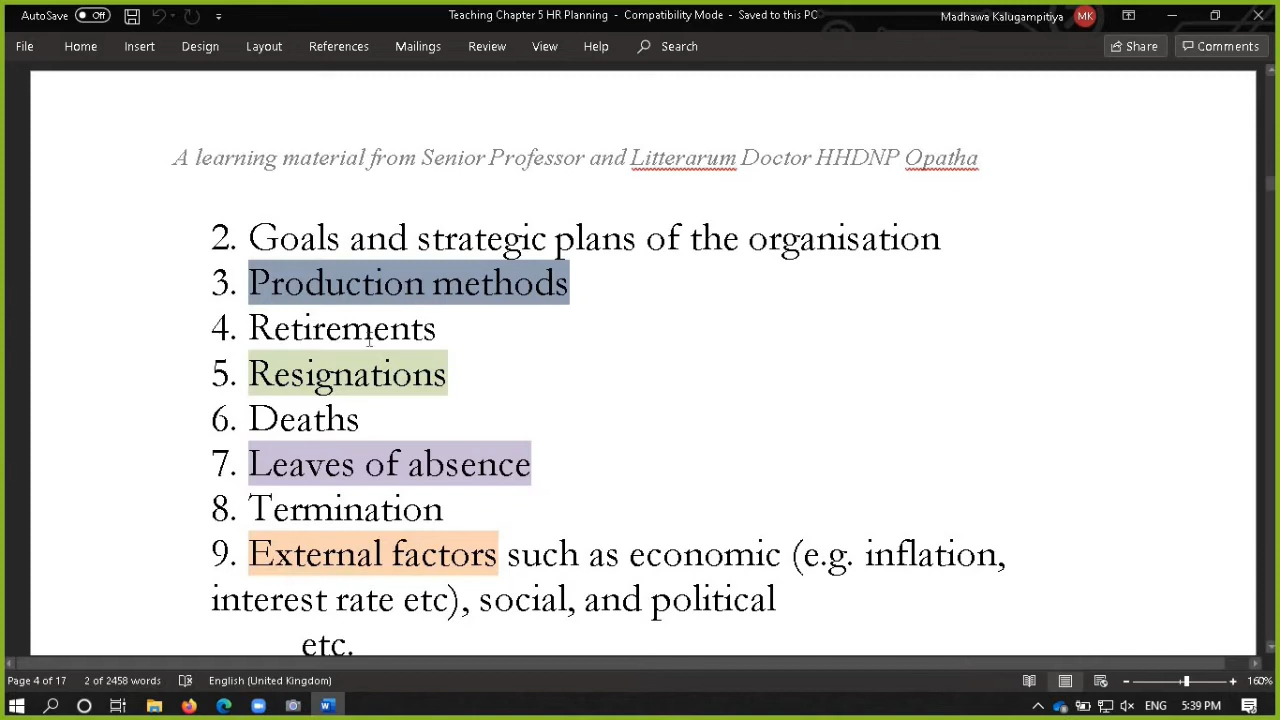 AutoSave Off Teaching Chapter 5 HR Planning - Compatibility Mode - Saved to this PC Madhawa Kalugampitiya MK
File Home Insert Design Layout References Mailings Review View Help Search Share Comments
A learning material from Senior Professor and Litterarum Doctor HHDNP Opatha
2. Goals and strategic plans of the organisation
3. Production methods
4. Retirements
5. Resignations
6. Deaths
7. Leaves of absence
8. Termination
9. External factors such as economic (e.g. inflation,
interest rate etc), social, and political
etc.
Page 4 of 17 2 of 2458 words English (United Kingdom) 160%
ENG 5:39 PM